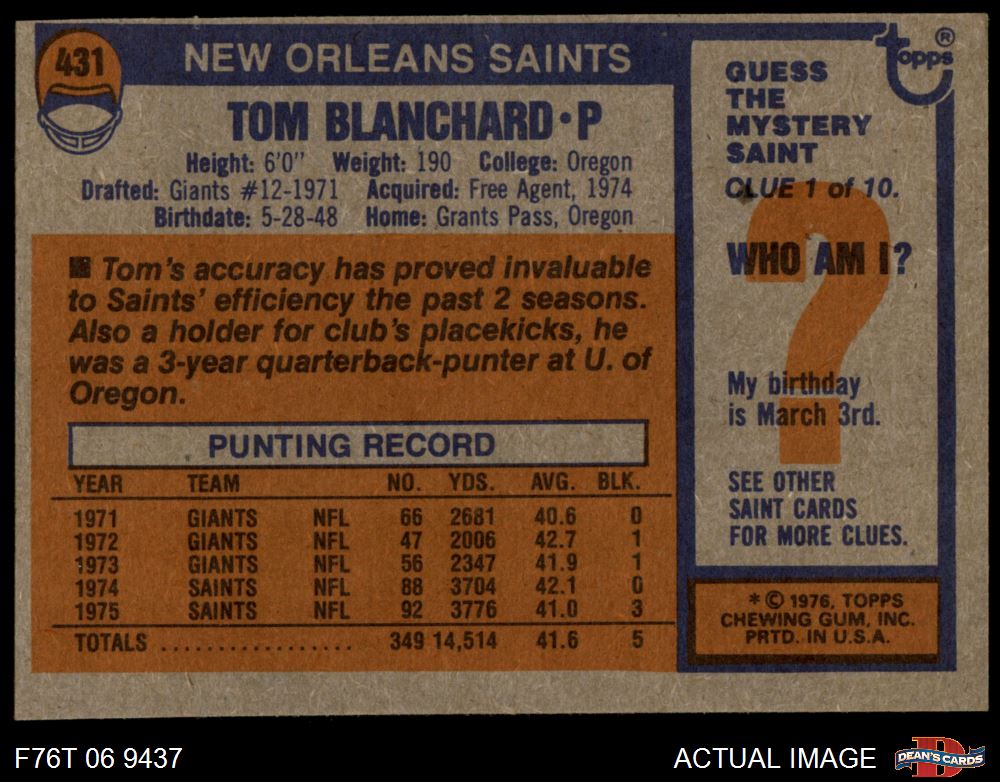 431
NEW ORLEANS SAINTS
TOM BLANCHARD • P
Height: 6'0" Weight: 190 College: Oregon
Drafted: Giants #12-1971 Acquired: Free Agent, 1974
Birthdate: 5-28-48 Home: Grants Pass, Oregon
■ Tom's accuracy has proved invaluable
to Saints' efficiency the past 2 seasons.
Also a holder for club's placekicks, he
was a 3-year quarterback-punter at U. of
Oregon.
PUNTING RECORD
YEAR TEAM NO. YDS. AVG. BLK.
1971 GIANTS NFL 66 2681 40.6 0
1972 GIANTS NFL 47 2006 42.7 1
1973 GIANTS NFL 56 2347 41.9 1
1974 SAINTS NFL 88 3704 42.1 0
1975 SAINTS NFL 92 3776 41.0 3
TOTALS .................. 349 14,514 41.6 5
topps®
GUESS
THE
MYSTERY
SAINT
CLUE 1 of 10.
?
WHO AM I?
My birthday
is March 3rd.
SEE OTHER
SAINT CARDS
FOR MORE CLUES.
* © 1976, TOPPS
CHEWING GUM, INC.
PRTD. IN U.S.A.
F76T 06 9437
ACTUAL IMAGE
D
DEAN'S CARDS